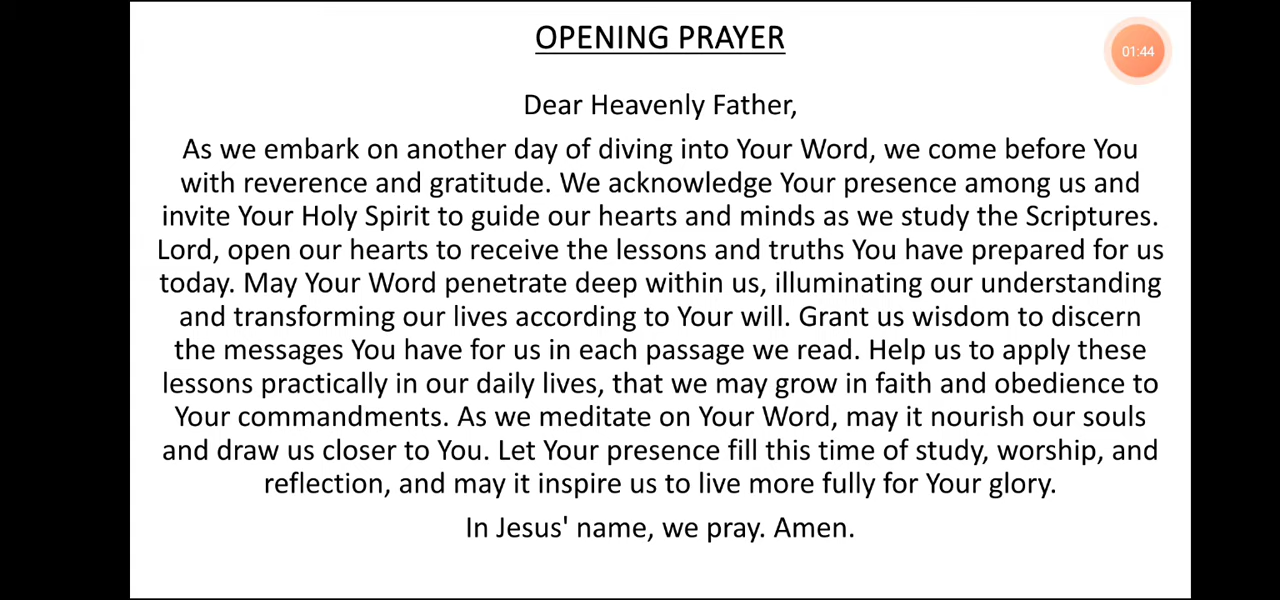 OPENING PRAYER
01:44
Dear Heavenly Father,
As we embark on another day of diving into Your Word, we come before You
with reverence and gratitude. We acknowledge Your presence among us and
invite Your Holy Spirit to guide our hearts and minds as we study the Scriptures.
Lord, open our hearts to receive the lessons and truths You have prepared for us
today. May Your Word penetrate deep within us, illuminating our understanding
and transforming our lives according to Your will. Grant us wisdom to discern
the messages You have for us in each passage we read. Help us to apply these
lessons practically in our daily lives, that we may grow in faith and obedience to
Your commandments. As we meditate on Your Word, may it nourish our souls
and draw us closer to You. Let Your presence fill this time of study, worship, and
reflection, and may it inspire us to live more fully for Your glory.
In Jesus' name, we pray. Amen.